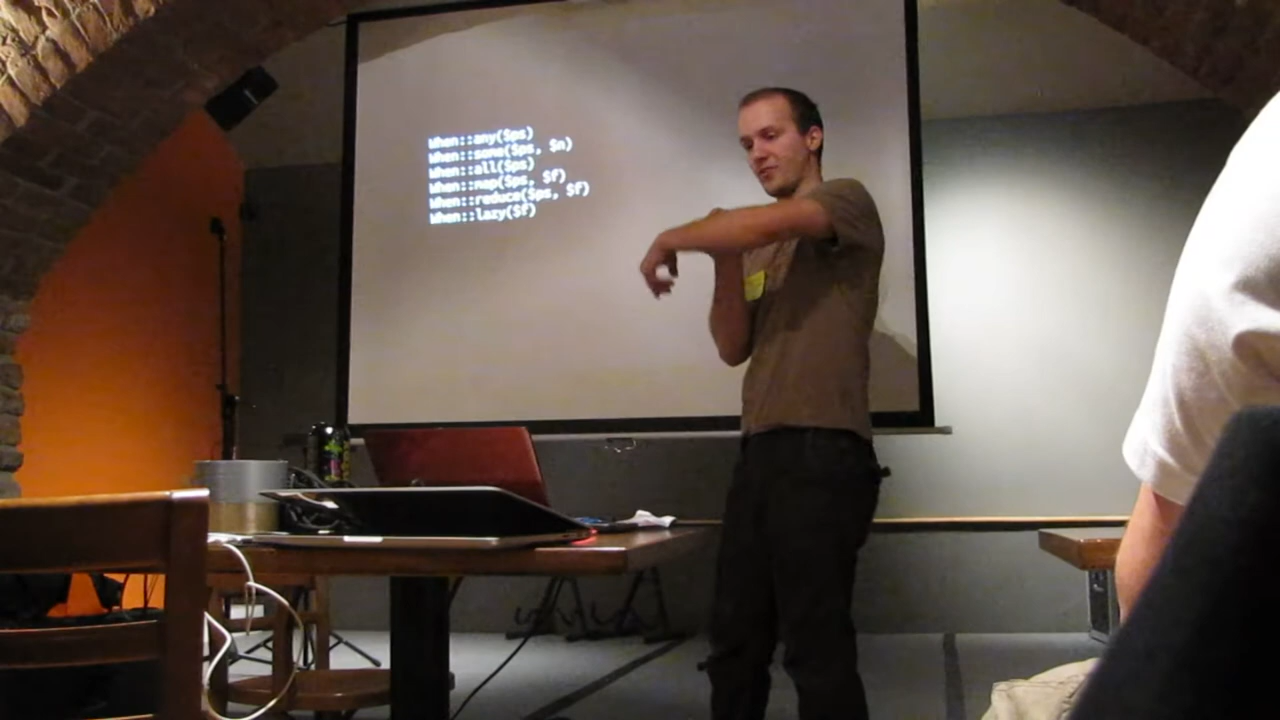 When::any($ps)
When::some($ps, $n)
When::all($ps)
When::map($ps, $f)
When::reduce($ps, $f)
When::lazy($f)